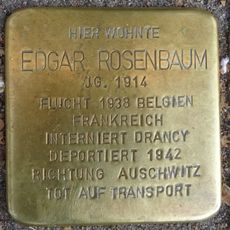 HIER WOHNTE
EDGAR ROSENBAUM
JG. 1914
FLUCHT 1938 BELGIEN
FRANKREICH
INTERNIERT DRANCY
DEPORTIERT 1942
RICHTUNG AUSCHWITZ
TOT AUF TRANSPORT